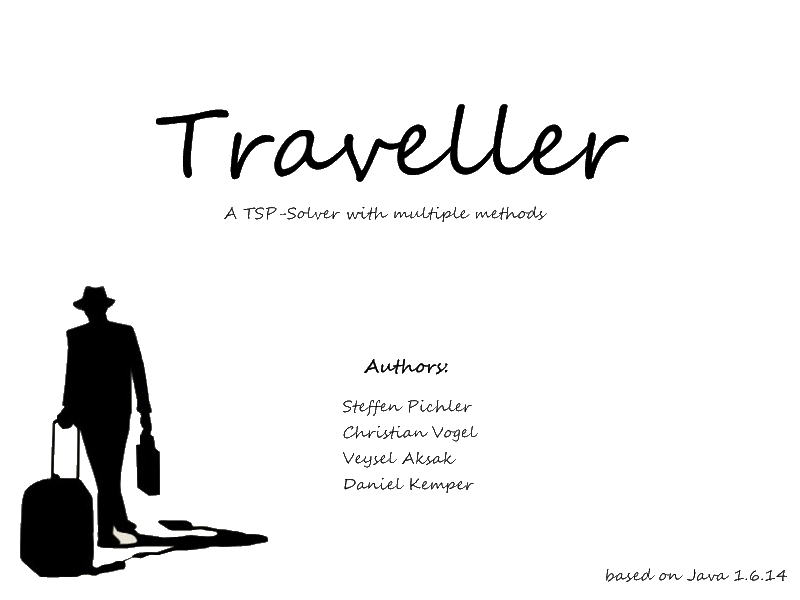 Traveller
A TSP-Solver with multiple methods
Authors:
Steffen Pichler
Christian Vogel
Veysel Aksak
Daniel Kemper
based on Java 1.6.14